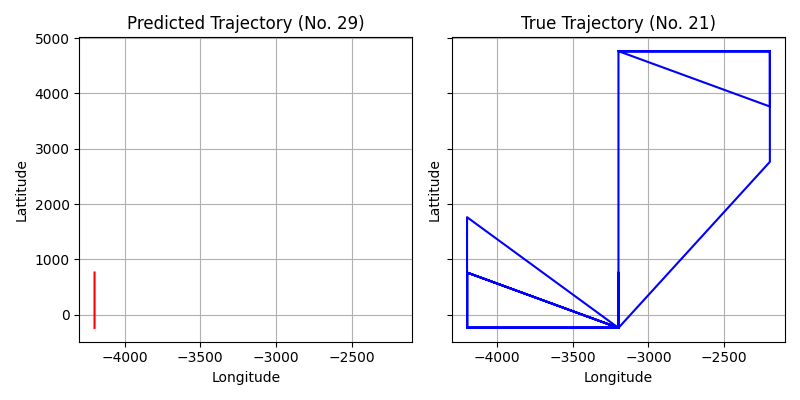 Predicted Trajectory (No. 29)
True Trajectory (No. 21)
5000
4000
3000
2000
1000
0
Lattitude
Lattitude
−4000 −3500 −3000 −2500
−4000 −3500 −3000 −2500
Longitude
Longitude